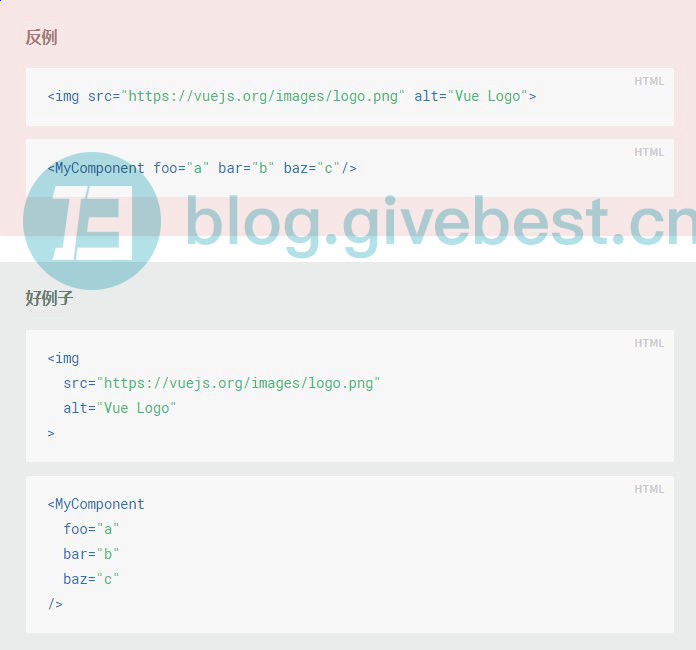 反例
HTML
<img src="https://vuejs.org/images/logo.png" alt="Vue Logo">
HTML
<MyComponent foo="a" bar="b" baz="c"/>
blog.givebest.cn
好例子
HTML
<img
  src="https://vuejs.org/images/logo.png"
  alt="Vue Logo"
>
HTML
<MyComponent
  foo="a"
  bar="b"
  baz="c"
/>